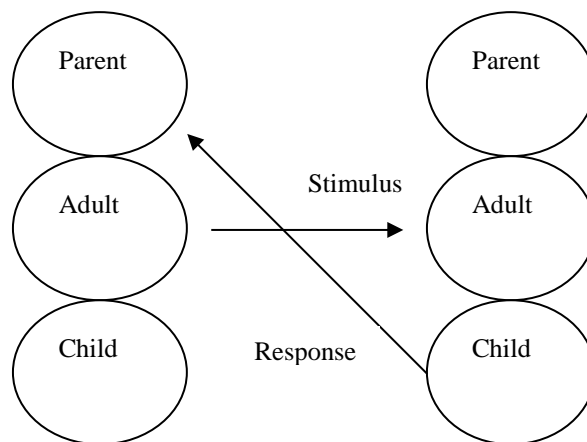 Parent
Parent
Stimulus
Adult
Adult
Response
Child
Child